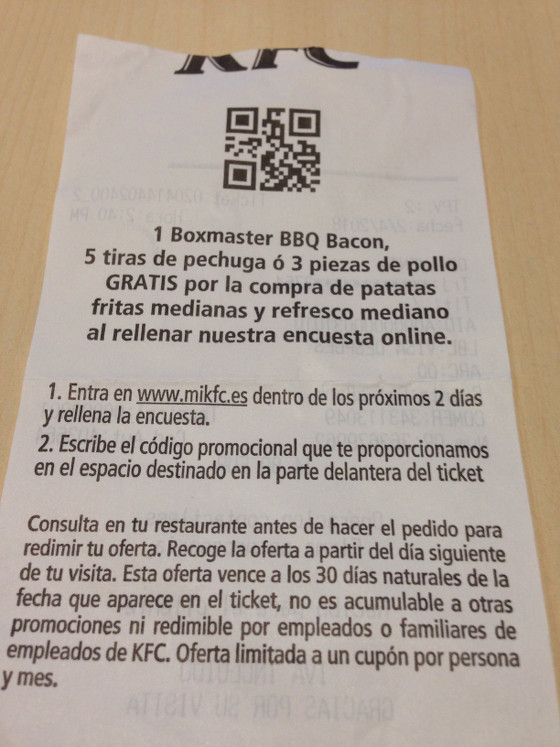 KFC
1 Boxmaster BBQ Bacon,
5 tiras de pechuga ó 3 piezas de pollo
GRATIS por la compra de patatas
fritas medianas y refresco mediano
al rellenar nuestra encuesta online.
1. Entra en www.mikfc.es dentro de los próximos 2 días
y rellena la encuesta.
2. Escribe el código promocional que te proporcionamos
en el espacio destinado en la parte delantera del ticket
Consulta en tu restaurante antes de hacer el pedido para
redimir tu oferta. Recoge la oferta a partir del día siguiente
de tu visita. Esta oferta vence a los 30 días naturales de la
fecha que aparece en el ticket, no es acumulable a otras
promociones ni redimible por empleados o familiares de
empleados de KFC. Oferta limitada a un cupón por persona
y mes.